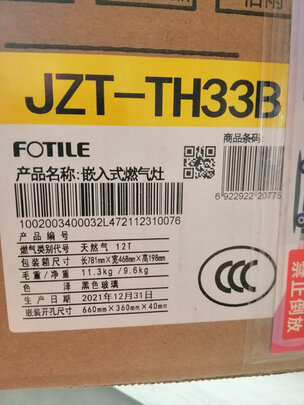 JZT-TH33B
FOTILE
商品条码:
产品名称:嵌入式燃气灶
6 922922 20775
1002003400032L472112310076
产品编号
燃气类别代号 天然气 12T
包装箱尺寸 长781mm×宽468mm×高198mm
毛重/净重 11.3kg/9.6kg
色泽 黑色玻璃
生产日期 2021年12月31日
嵌装开孔尺寸 660mm×360mm×40mm
CCC
禁止闽放